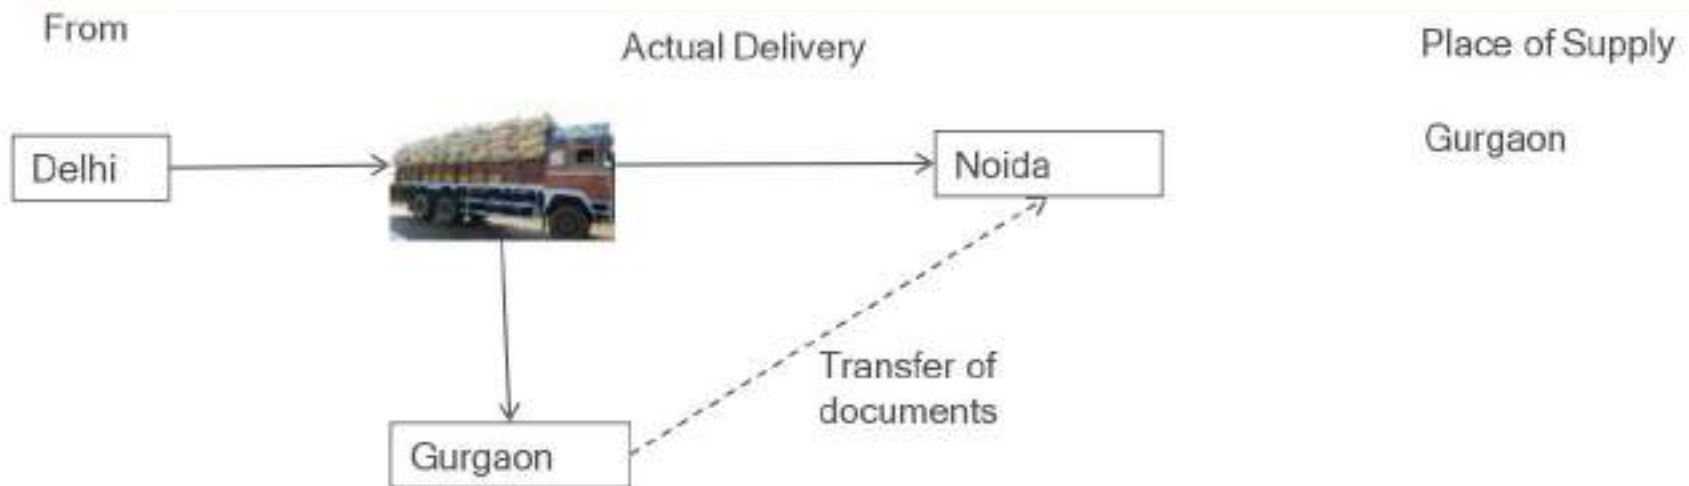 From
Actual Delivery
Place of Supply
Delhi
Noida
Gurgaon
Transfer of
documents
Gurgaon